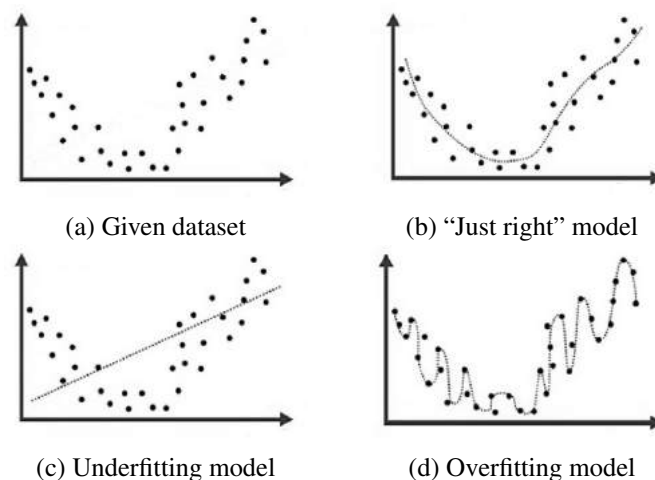 (a) Given dataset
(b) “Just right” model
(c) Underfitting model
(d) Overfitting model